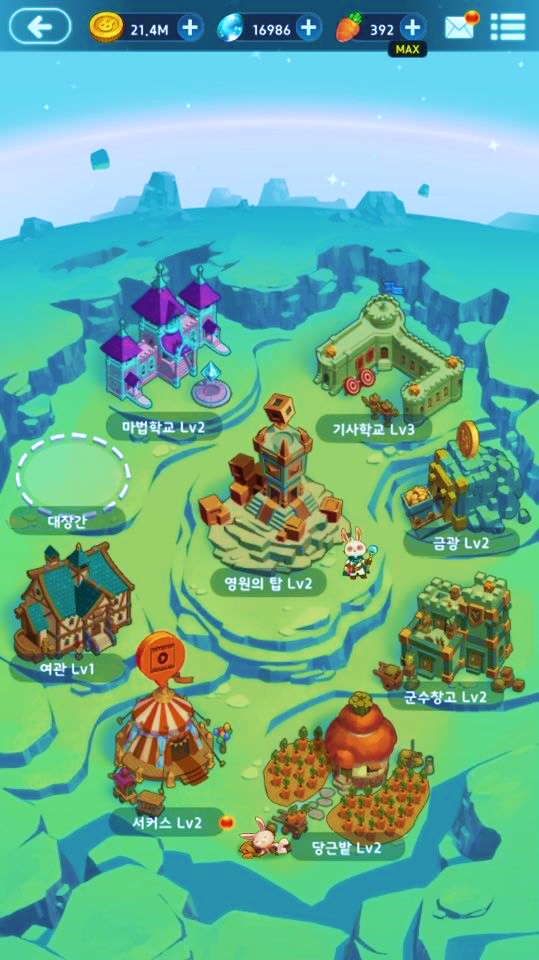 21.4M
16986
392
MAX
마법학교 Lv2
기사학교 Lv3
대장간
금광 Lv2
영원의 탑 Lv2
여관 Lv1
군수창고 Lv2
서커스 Lv2
당근밭 Lv2